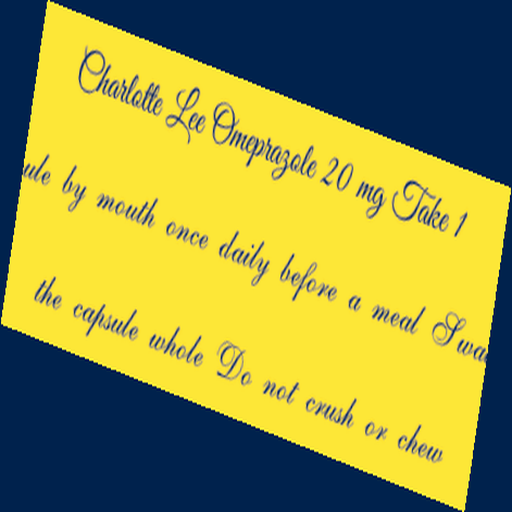 Charlotte Lee Omeprazole 20 mg Take 1
ule by mouth once daily before a meal Swa
the capsule whole Do not crush or chew